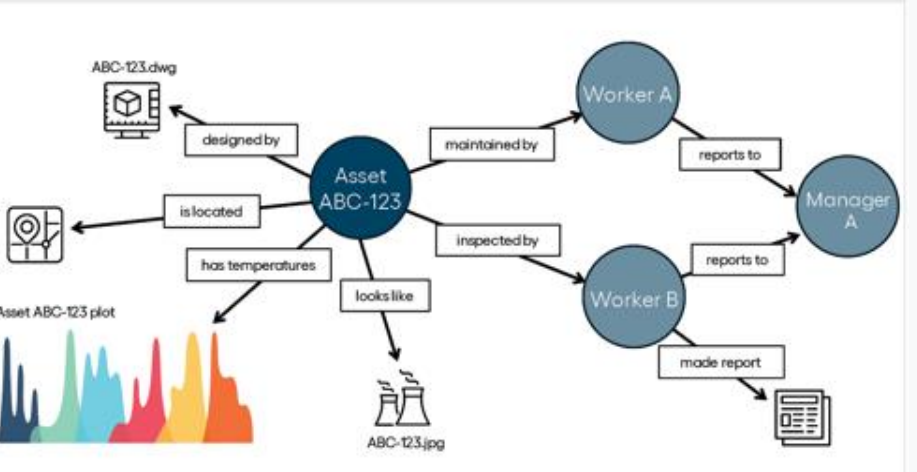 ABC-123.dwg
designed by
maintained by
Worker A
reports to
Asset
ABC-123
Manager
A
is located
inspected by
has temperatures
reports to
looks like
Worker B
Asset ABC-123 plot
made report
ABC-123.jpg